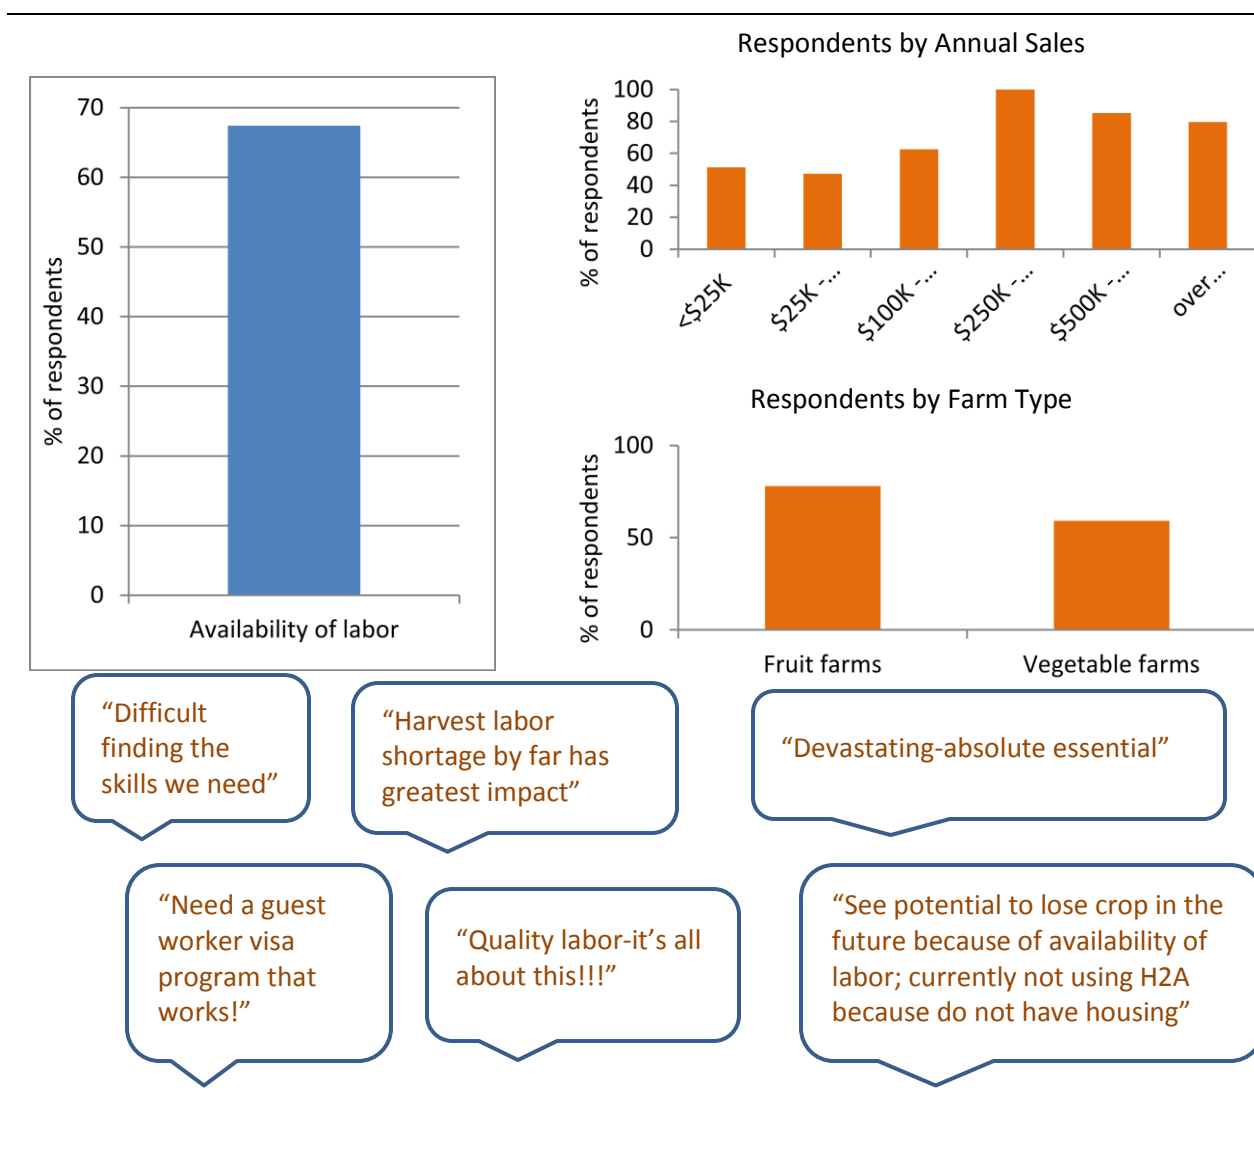 70
60
50
40
30
20
10
0
% of respondents
Availability of labor
Respondents by Annual Sales
100
80
60
40
20
0
% of respondents
<$25K
$25K -...
$100K -...
$250K -...
$500K -...
over...
Respondents by Farm Type
100
50
0
% of respondents
Fruit farms
Vegetable farms
“Difficult
finding the
skills we need”
“Harvest labor
shortage by far has
greatest impact”
“Devastating-absolute essential”
“Need a guest
worker visa
program that
works!”
“Quality labor-it’s all
about this!!!”
“See potential to lose crop in the
future because of availability of
labor; currently not using H2A
because do not have housing”